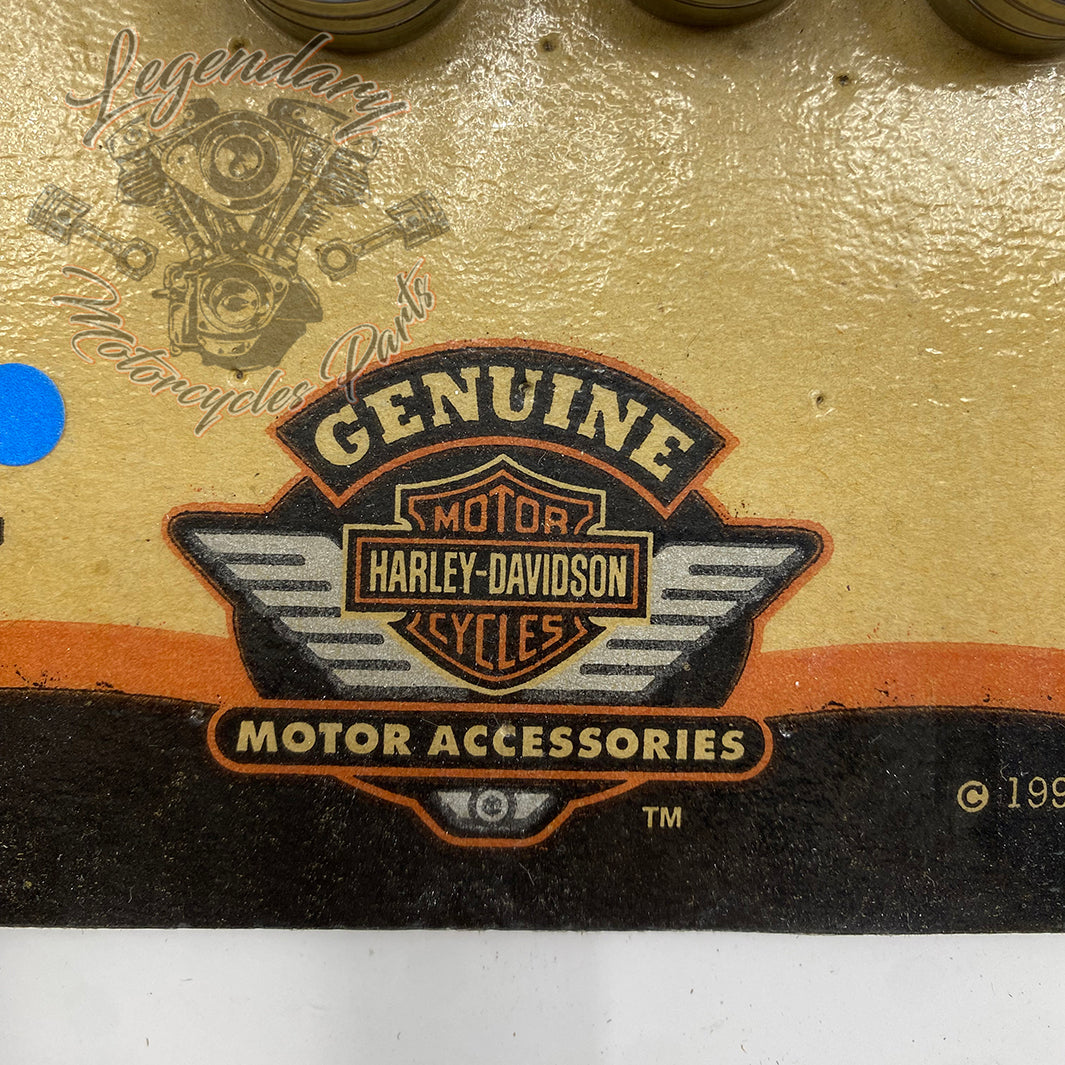 Legendary
Motorcycles Parts
GENUINE
MOTOR
HARLEY-DAVIDSON
CYCLES
MOTOR ACCESSORIES
TM
© 199